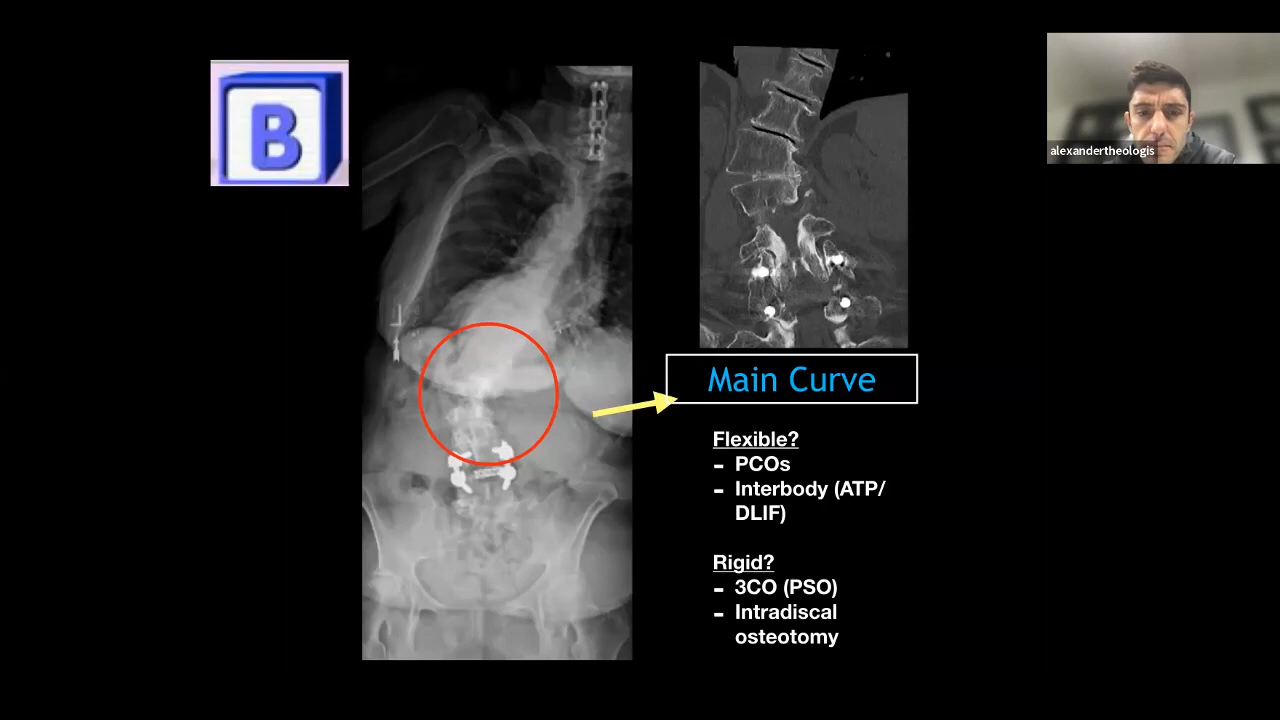 B
alexandertheologis
Main Curve
Flexible?
- PCOs
- Interbody (ATP/
DLIF)
Rigid?
- 3CO (PSO)
- Intradiscal
osteotomy